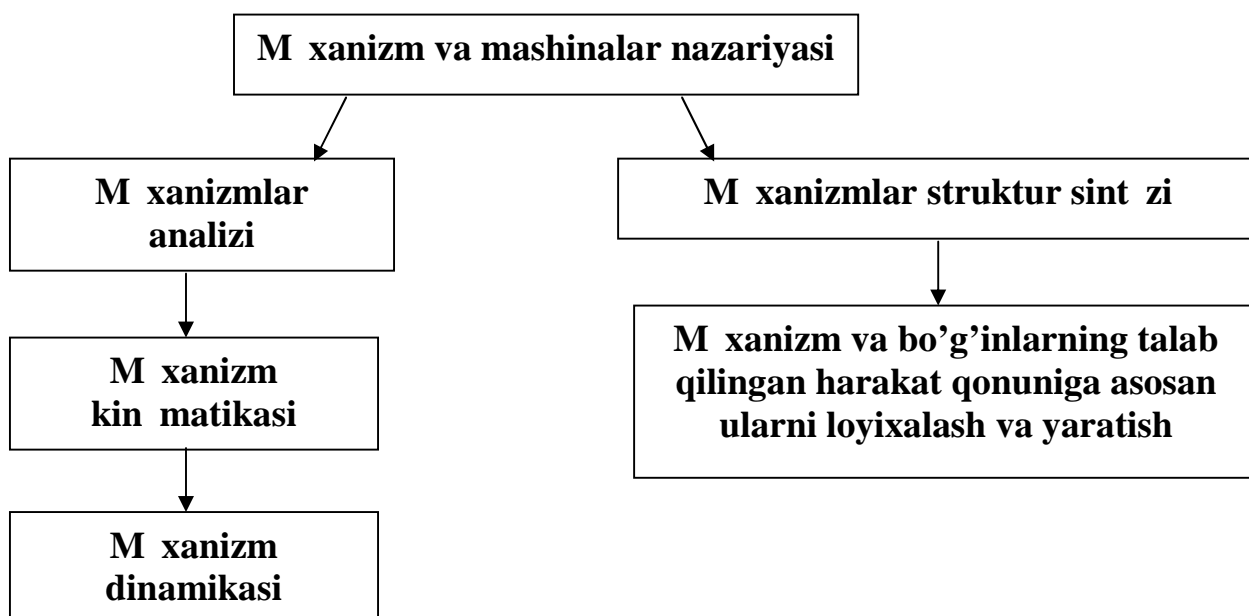 M xanizm va mashinalar nazariyasi
M xanizmlar
analizi
M xanizm
kin matikasi
M xanizm
dinamikasi
M xanizmlar struktur sint zi
M xanizm va bo’g’inlarning talab
qilingan harakat qonuniga asosan
ularni loyixalash va yaratish